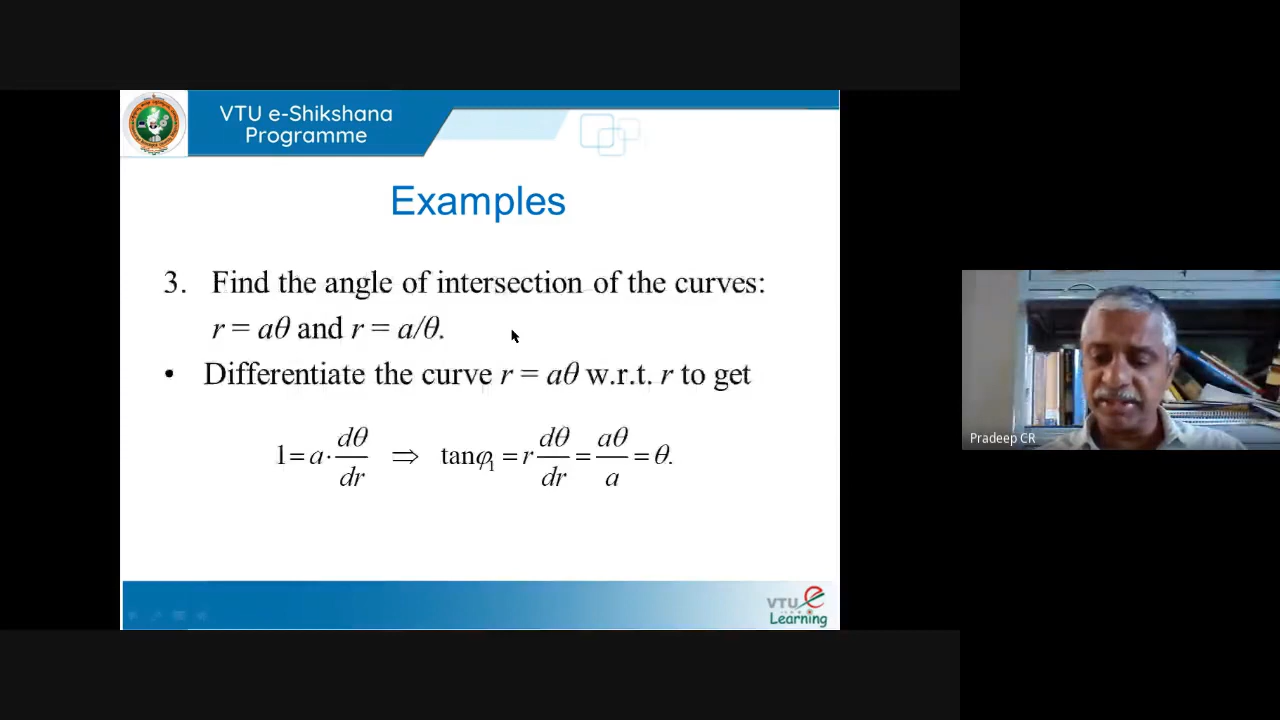 VTU e-Shikshana
Programme
Examples
3. Find the angle of intersection of the curves:
r = aθ and r = a/θ.
• Differentiate the curve r = aθ w.r.t. r to get
1 = a · dθ/dr ⇒ tanφ₁ = r dθ/dr = aθ/a = θ.
VTU e
Learning
Pradeep CR